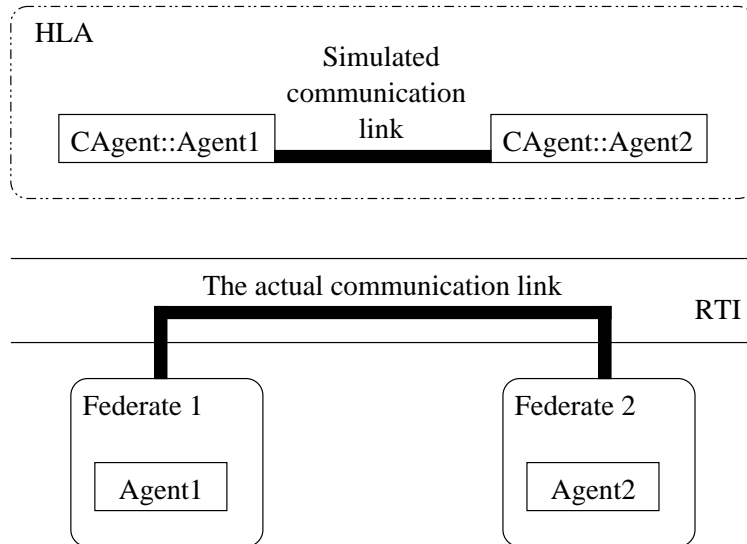 HLA
Simulated
communication
link
CAgent::Agent1
CAgent::Agent2
The actual communication link
RTI
Federate 1
Federate 2
Agent1
Agent2